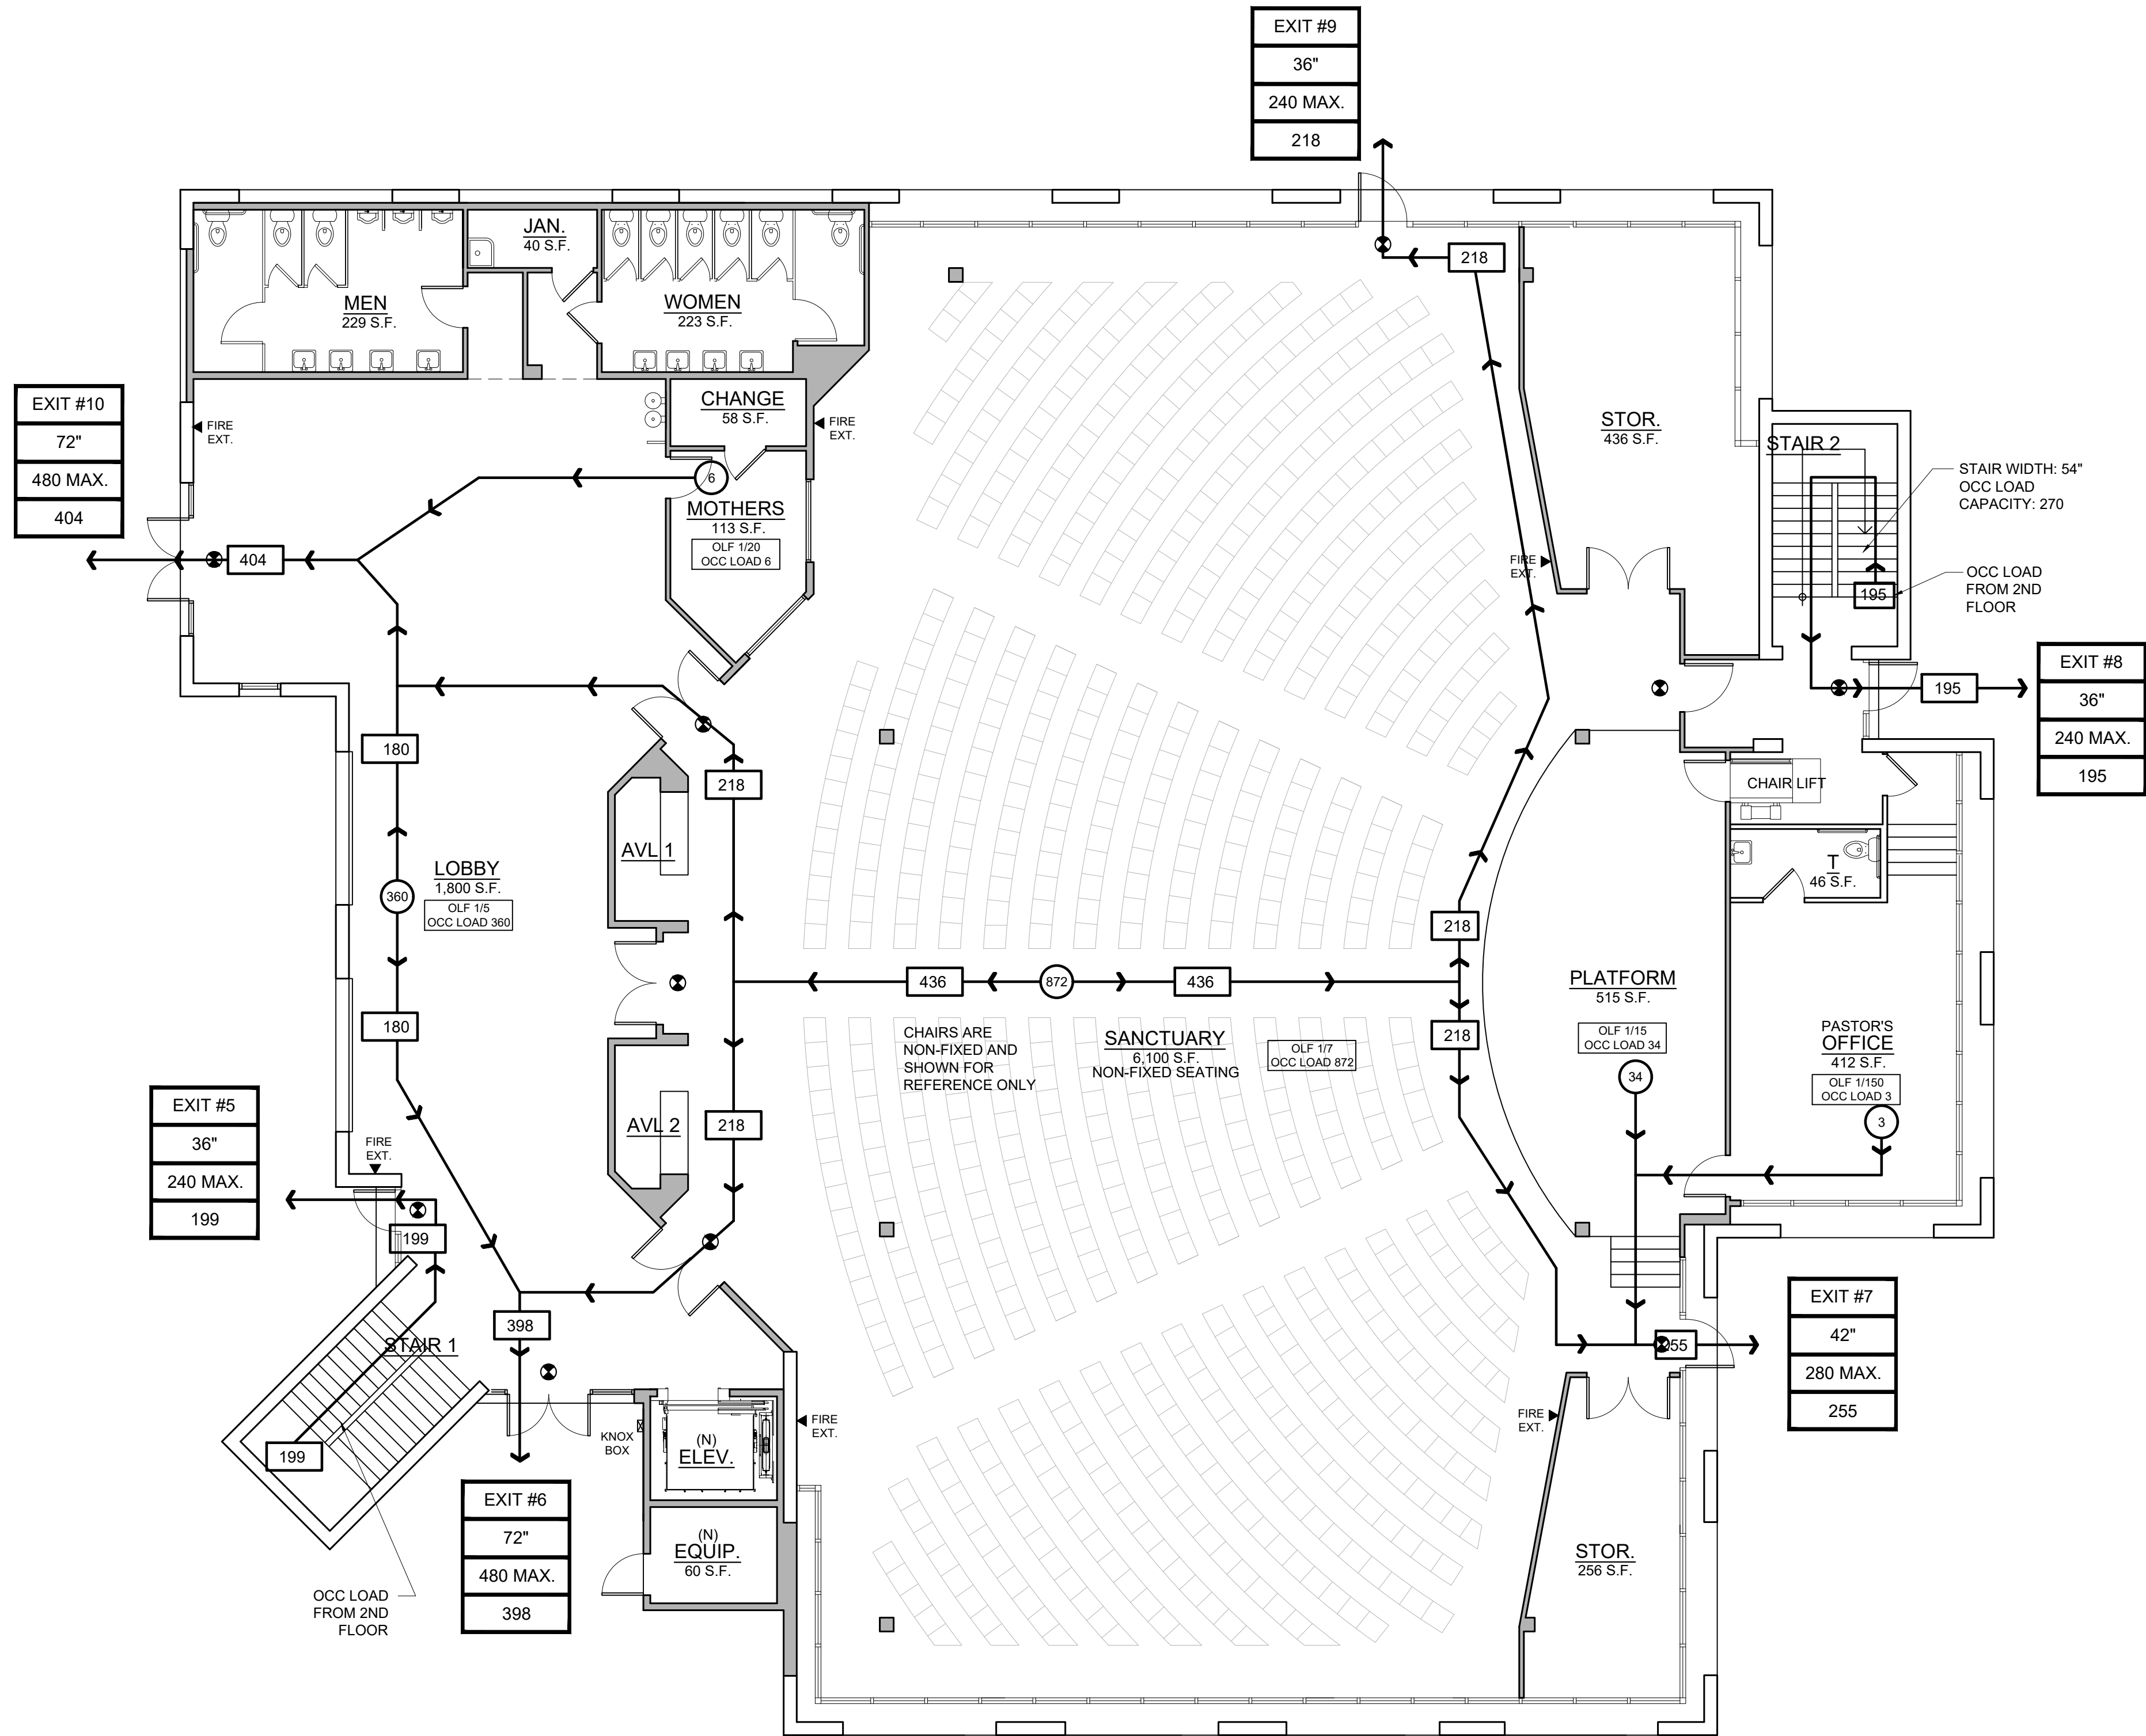 EXIT #9
36"
240 MAX.
218
JAN.
40 S.F.
MEN
229 S.F.
WOMEN
223 S.F.
218
EXIT #10
72"
480 MAX.
404
FIRE
EXT.
CHANGE
58 S.F.
FIRE
EXT.
STOR.
436 S.F.
STAIR 2
STAIR WIDTH: 54"
OCC LOAD
CAPACITY: 270
6
MOTHERS
113 S.F.
OLF 1/20
OCC LOAD 6
404
FIRE
EXT.
195
OCC LOAD
FROM 2ND
FLOOR
195
EXIT #8
36"
240 MAX.
195
180
218
CHAIR LIFT
AVL 1
LOBBY
1,800 S.F.
OLF 1/5
OCC LOAD 360
360
T
46 S.F.
218
436
872
436
PLATFORM
515 S.F.
OLF 1/15
OCC LOAD 34
34
180
CHAIRS ARE
NON-FIXED AND
SHOWN FOR
REFERENCE ONLY
SANCTUARY
6,100 S.F.
NON-FIXED SEATING
OLF 1/7
OCC LOAD 872
218
PASTOR'S
OFFICE
412 S.F.
OLF 1/150
OCC LOAD 3
3
AVL 2
218
EXIT #5
36"
240 MAX.
199
FIRE
EXT.
199
398
STAIR 1
255
EXIT #7
42"
280 MAX.
255
199
KNOX
BOX
(N)
ELEV.
FIRE
EXT.
FIRE
EXT.
EXIT #6
72"
480 MAX.
398
(N)
EQUIP.
60 S.F.
STOR.
256 S.F.
OCC LOAD
FROM 2ND
FLOOR